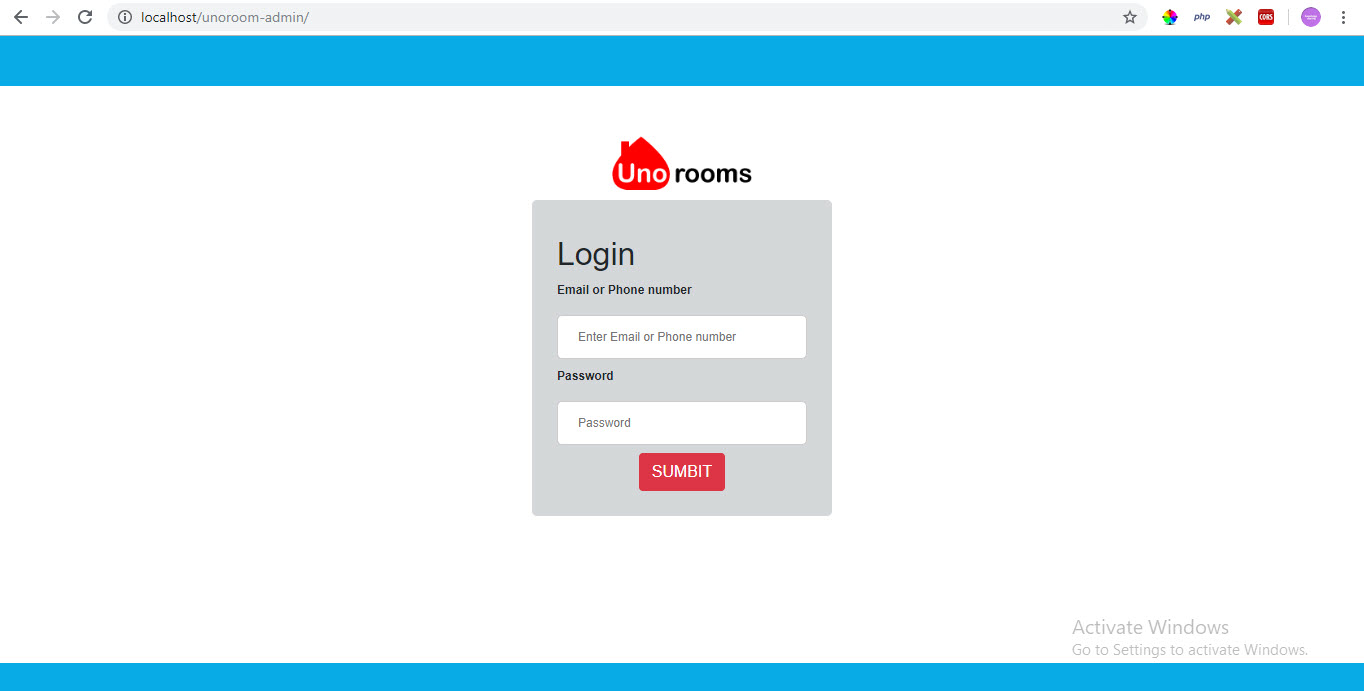 localhost/unoroom-admin/
php
CORS
Uno rooms
Login
Email or Phone number
Enter Email or Phone number
Password
Password
SUMBIT
Activate Windows
Go to Settings to activate Windows.